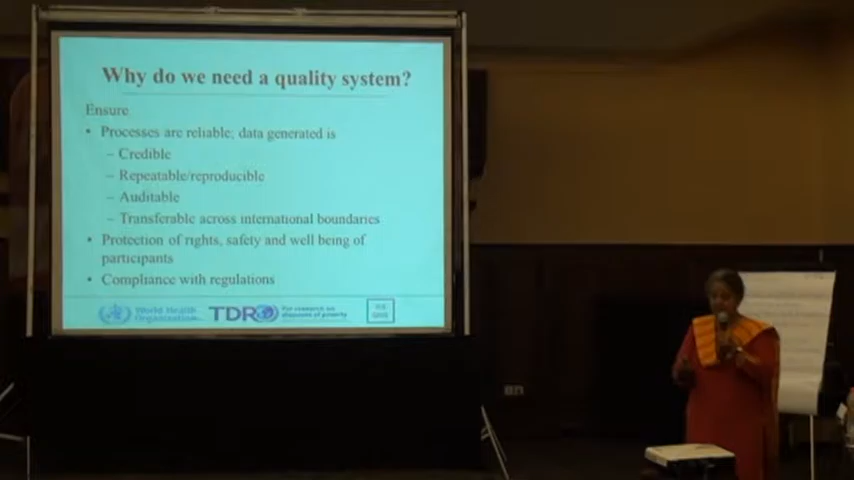 Why do we need a quality system?
Ensure
• Processes are reliable; data generated is
– Credible
– Repeatable/reproducible
– Auditable
– Transferable across international boundaries
• Protection of rights, safety and well being of
participants
• Compliance with regulations
World Health
Organization
TDR
For research on
diseases of poverty